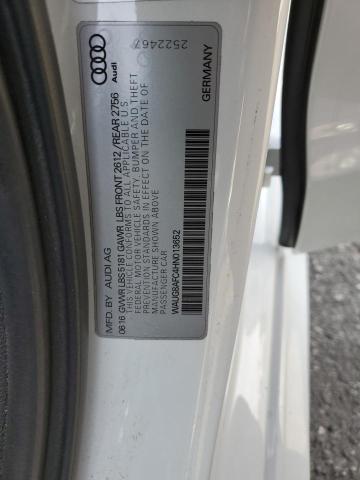 MFD. BY AUDI AG
0616 GVWR LBS 5181 GAWR LBS FRONT 2612/REAR 2756
THIS VEHICLE CONFORMS TO ALL APPLICABLE U S
FEDERAL MOTOR VEHICLE SAFETY, BUMPER AND THEFT
PREVENTION STANDARDS IN EFFECT ON THE DATE OF
MANUFACTURE SHOWN ABOVE
PASSENGER CAR
WAUG8AFC4HN013652
Audi
2522467
GERMANY